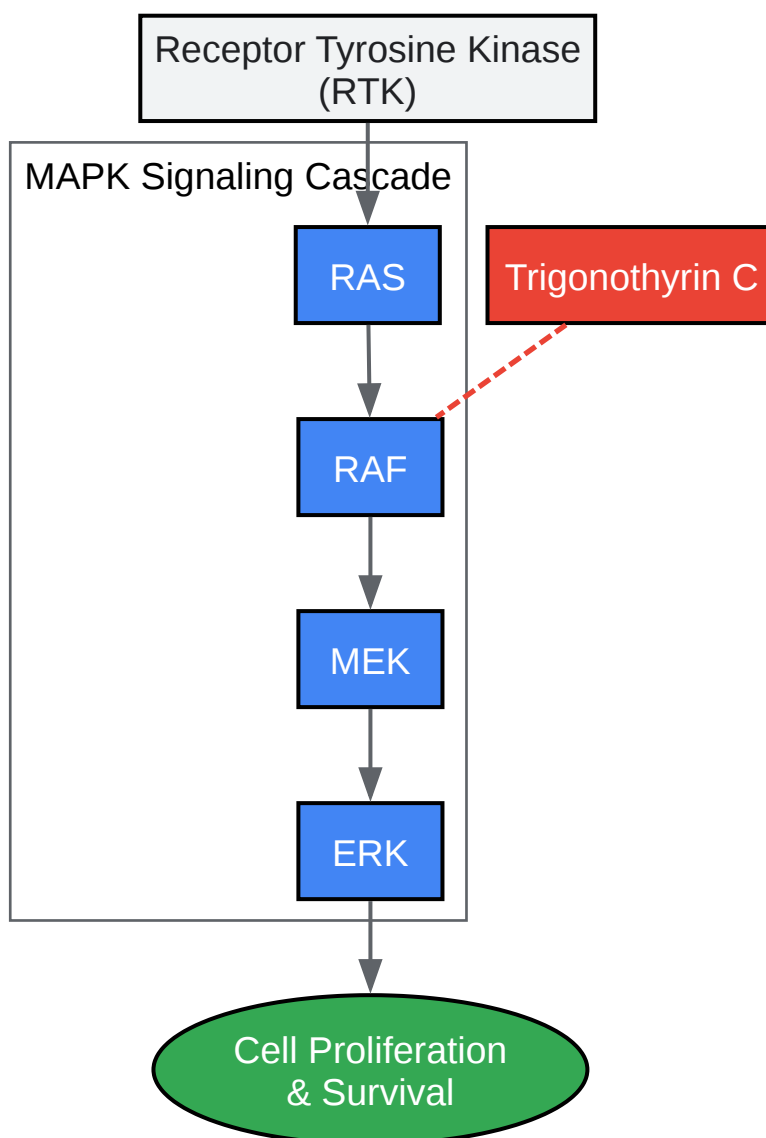 Receptor Tyrosine Kinase
(RTK)
MAPK Signaling Cascade
RAS
Trigonothyrin C
RAF
MEK
ERK
Cell Proliferation
& Survival